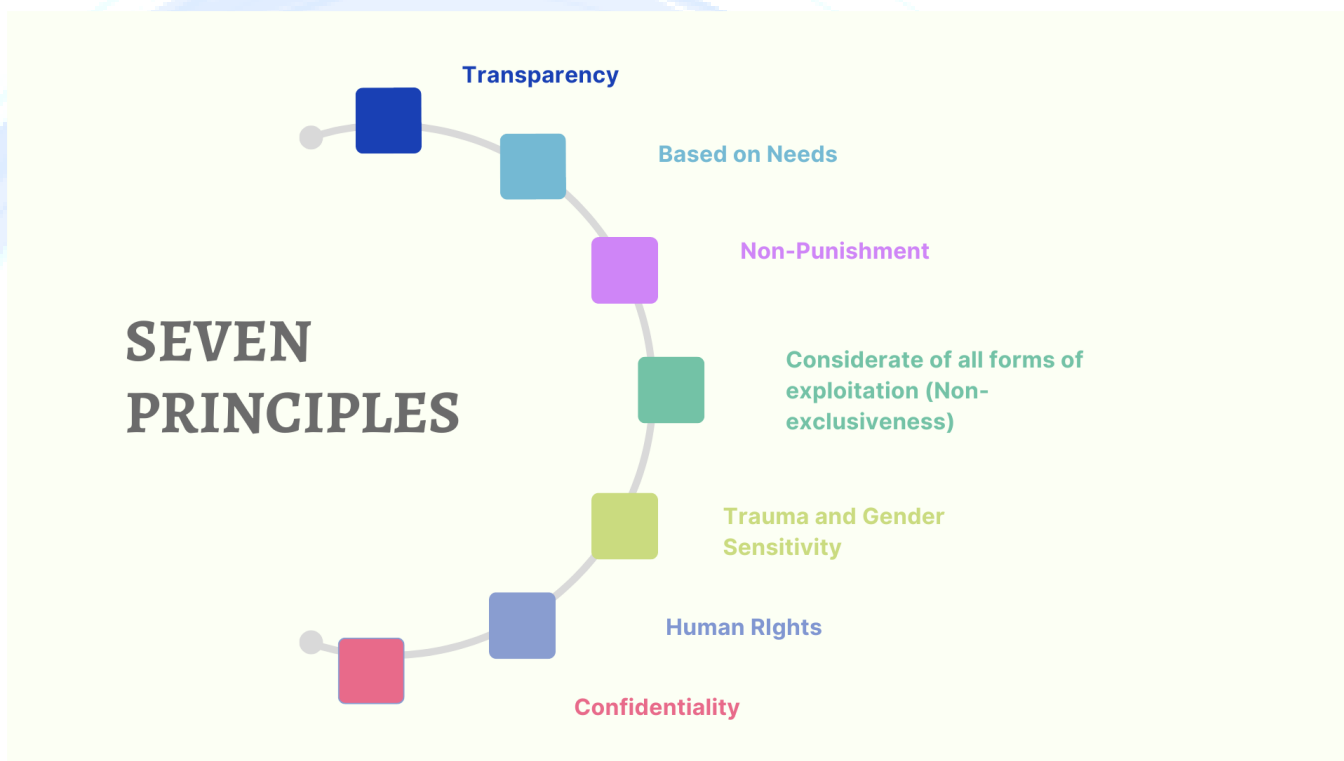 Transparency
Based on Needs
Non-Punishment
SEVEN
PRINCIPLES
Considerate of all forms of
exploitation (Non-
exclusiveness)
Trauma and Gender
Sensitivity
Human RIghts
Confidentiality